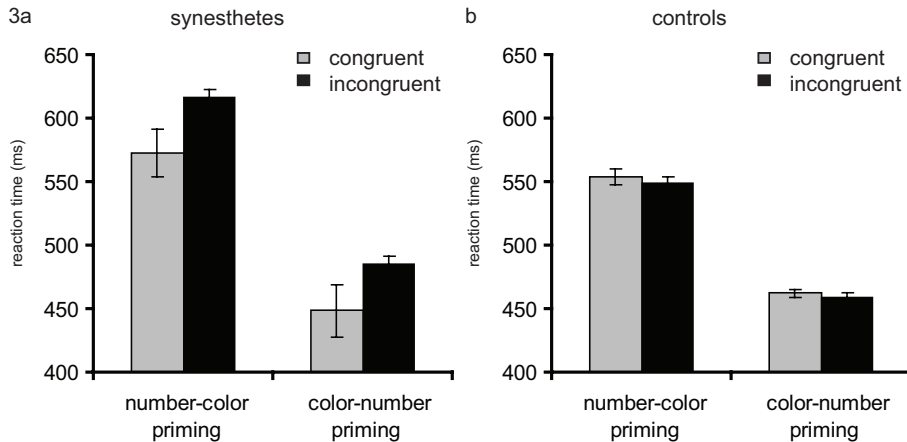 3a
synesthetes
congruent
incongruent
reaction time (ms)
650
600
550
500
450
400
number-color
priming
color-number
priming
b
controls
congruent
incongruent
reaction time (ms)
650
600
550
500
450
400
number-color
priming
color-number
priming